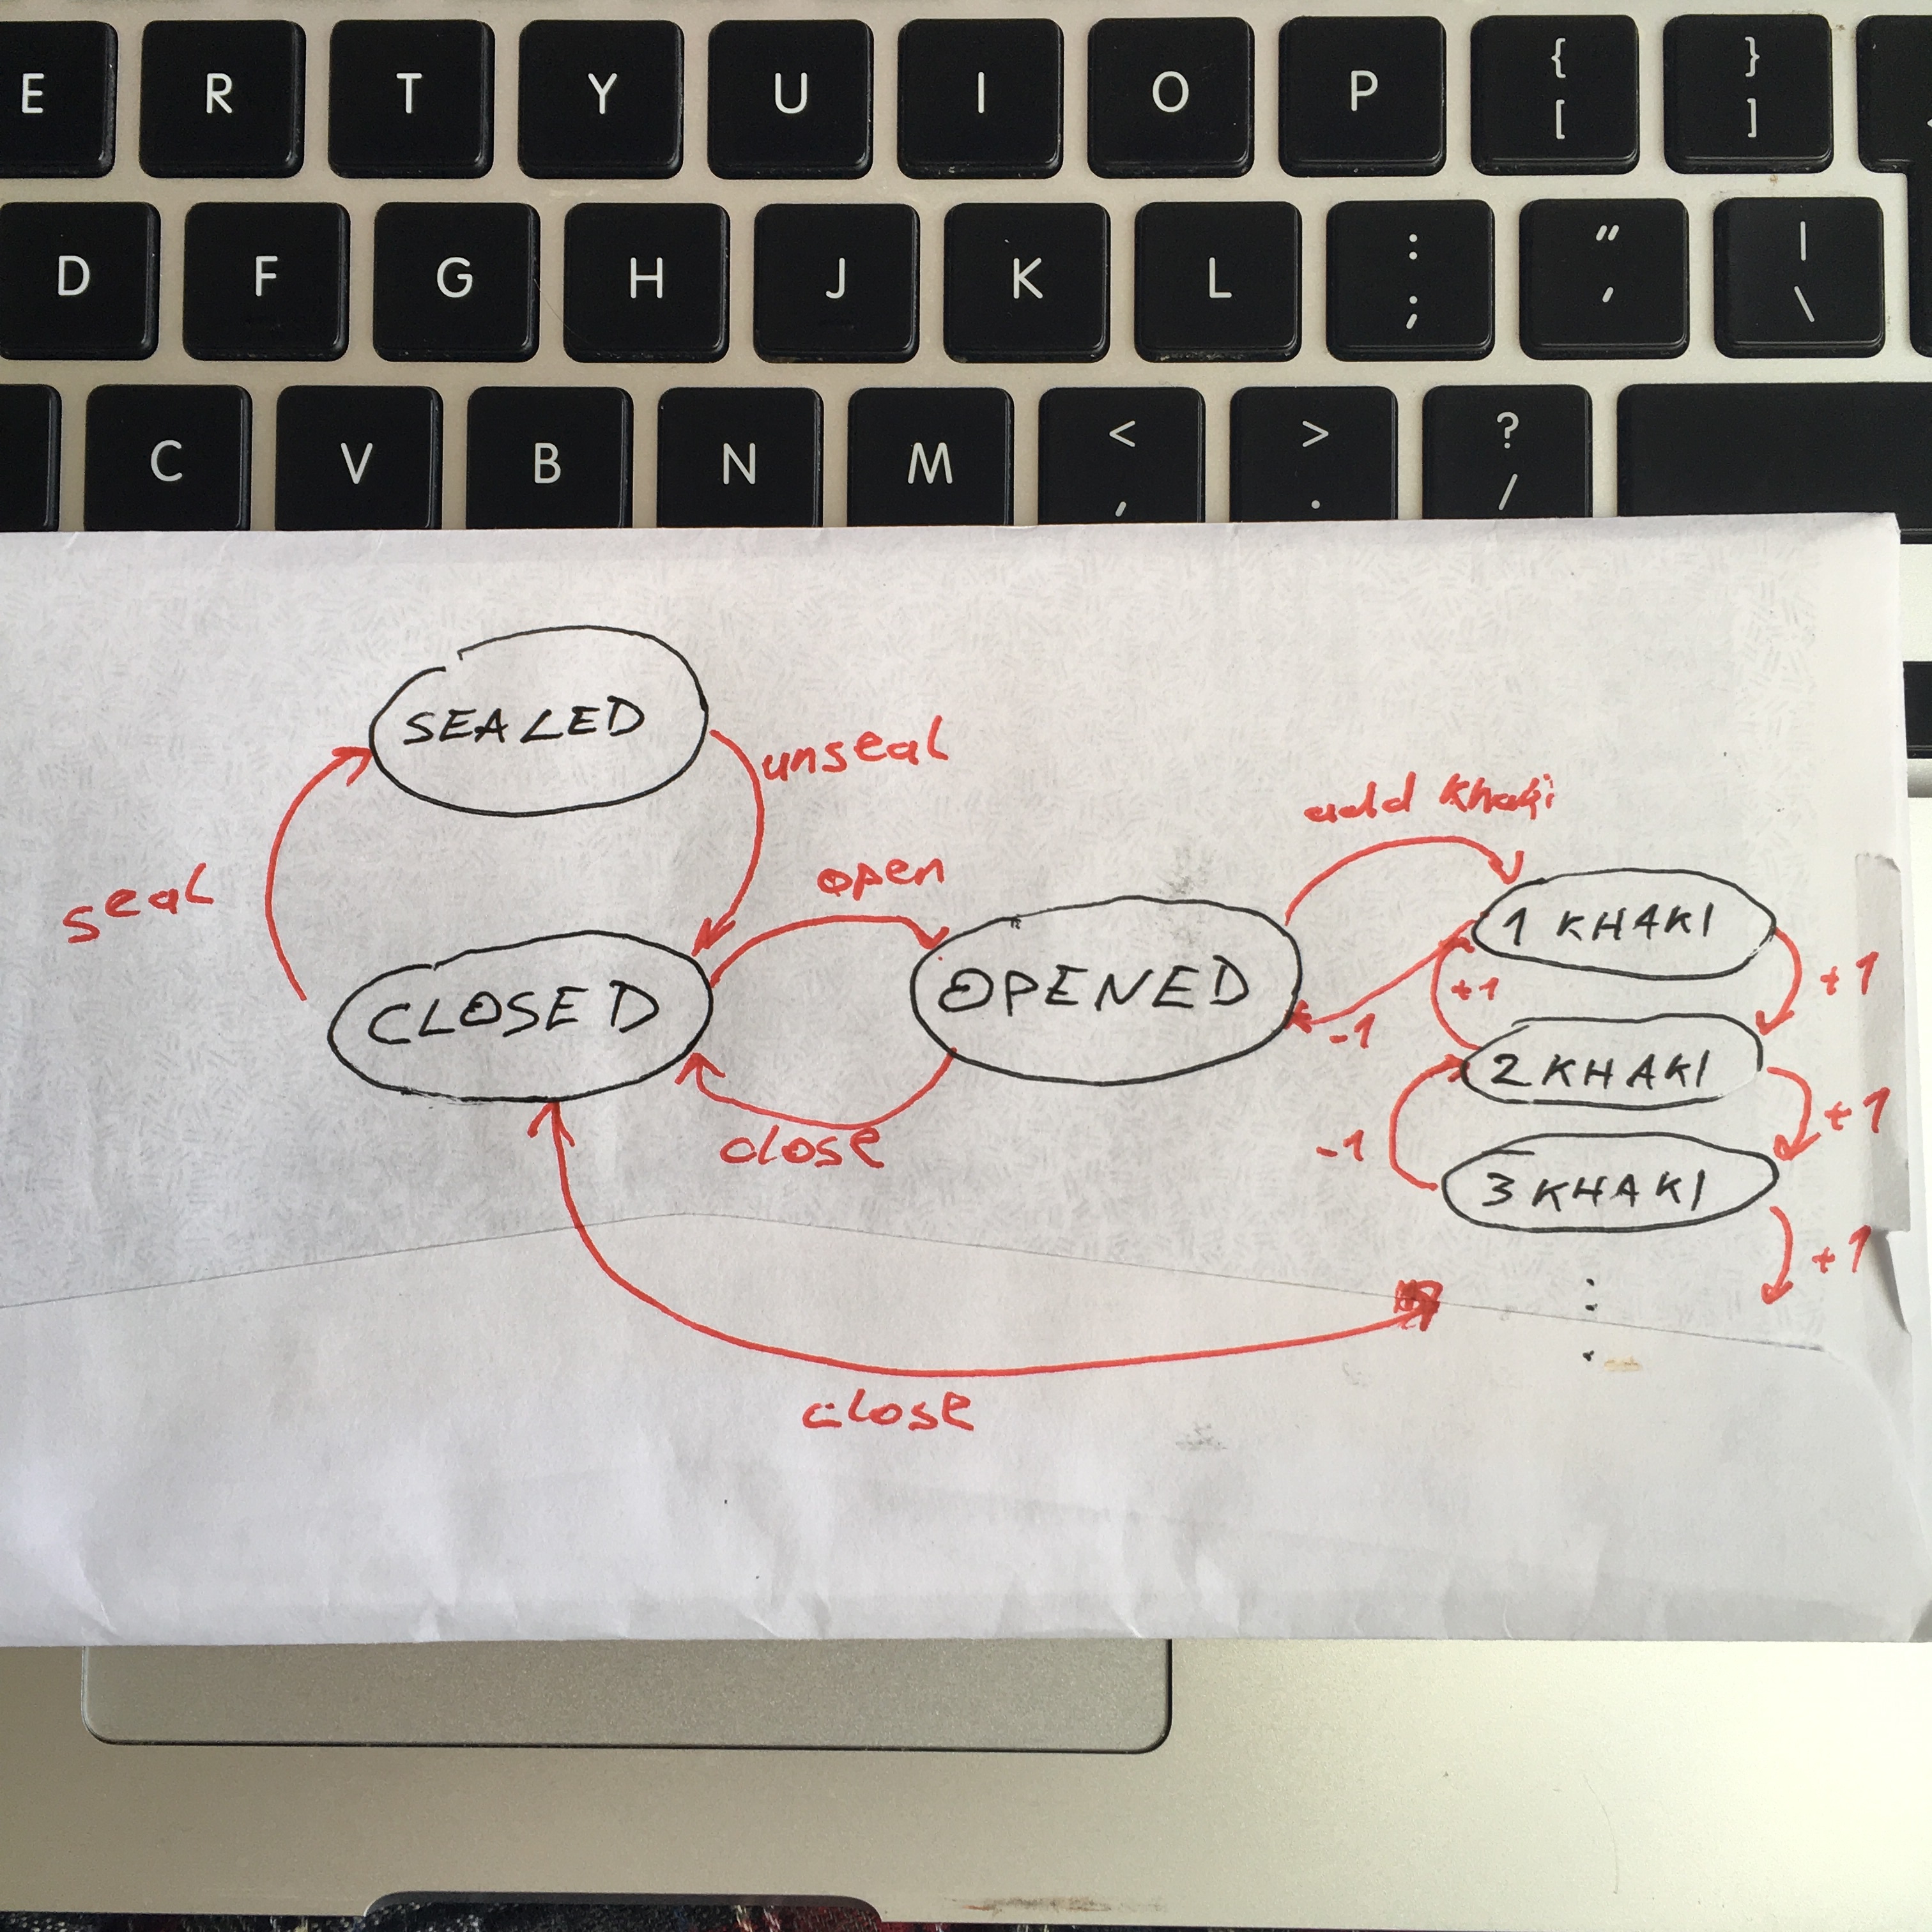 E R T Y U I O P { [ } ]
D F G H J K L : ; " ' | \
C V B N M < , > . ? /
SEALED
unseal
add khaki
open
seal
1 KHAKI
CLOSED
OPENED
+1
+1
-1
2 KHAKI
+1
close
-1
3 KHAKI
+1
close